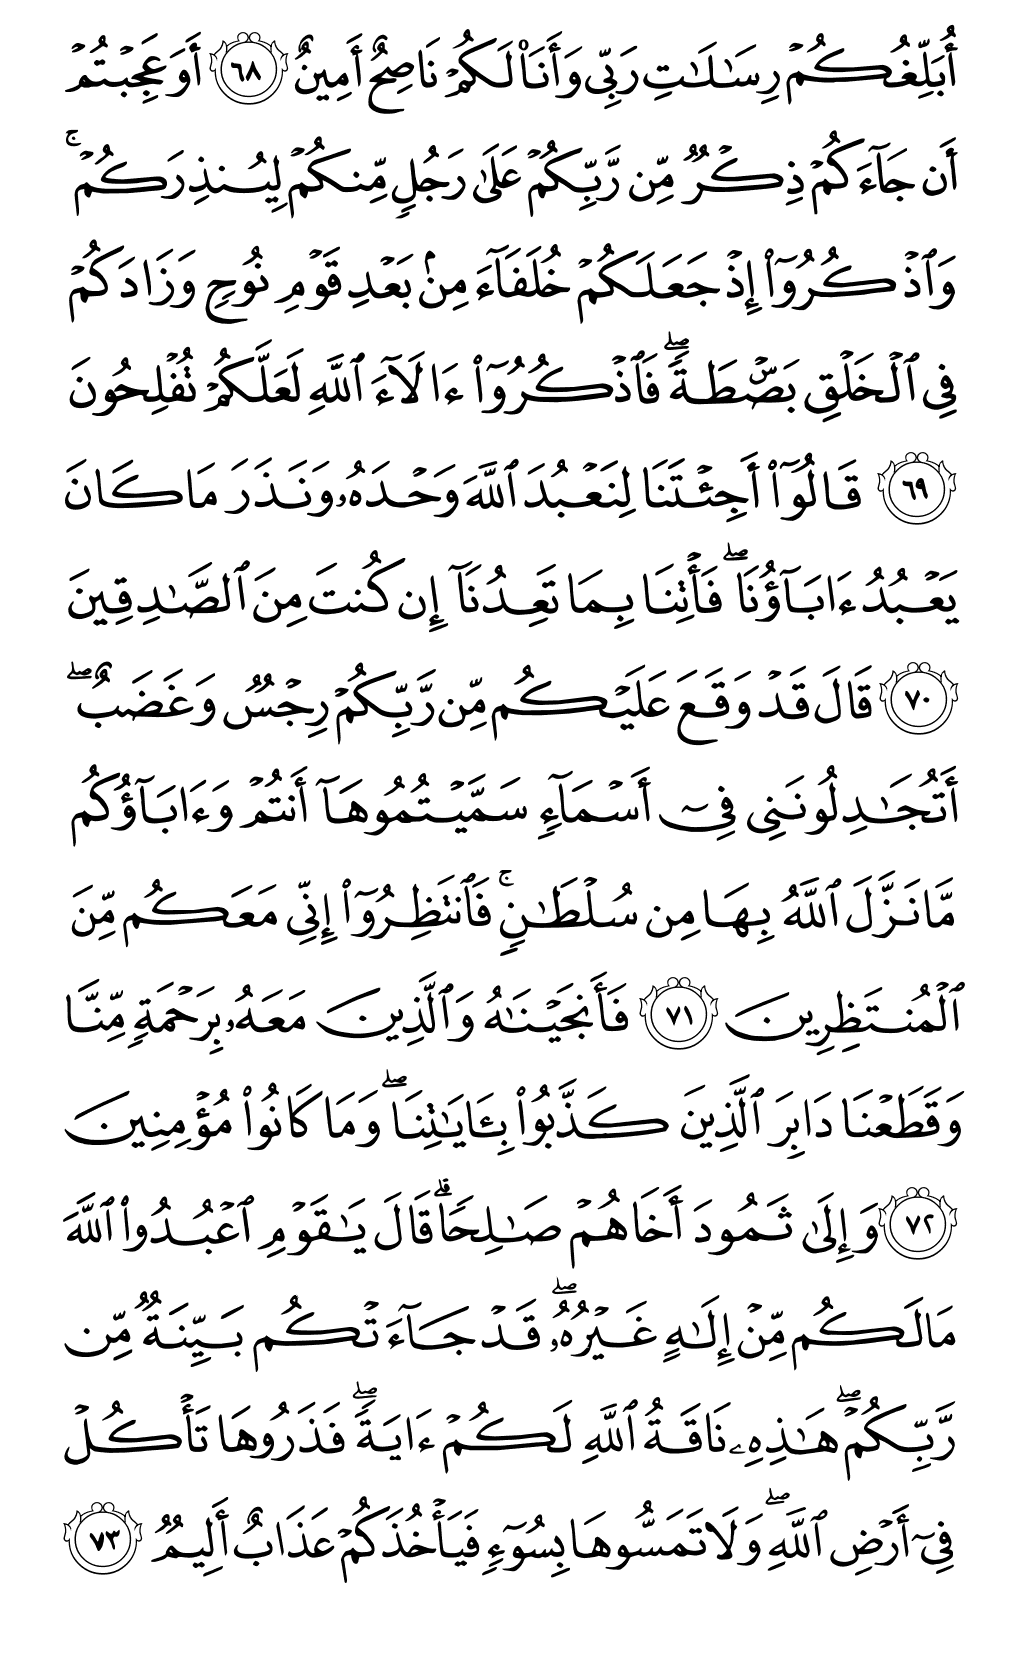 أُبَلِّغُكُمۡ رِسَٰلَٰتِ رَبِّي وَأَنَا۠ لَكُمۡ نَاصِحٌ أَمِينٌ ٦٨ أَوَعَجِبۡتُمۡ
أَن جَآءَكُمۡ ذِكۡرٞ مِّن رَّبِّكُمۡ عَلَىٰ رَجُلٖ مِّنكُمۡ لِيُنذِرَكُمۡۚ
وَٱذۡكُرُوٓاْ إِذۡ جَعَلَكُمۡ خُلَفَآءَ مِنۢ بَعۡدِ قَوۡمِ نُوحٖ وَزَادَكُمۡ
فِي ٱلۡخَلۡقِ بَصۜۡطَةٗۖ فَٱذۡكُرُوٓاْ ءَالَآءَ ٱللَّهِ لَعَلَّكُمۡ تُفۡلِحُونَ
٦٩ قَالُوٓاْ أَجِئۡتَنَا لِنَعۡبُدَ ٱللَّهَ وَحۡدَهُۥ وَنَذَرَ مَا كَانَ
يَعۡبُدُ ءَابَآؤُنَا ۖ فَأۡتِنَا بِمَا تَعِدُنَآ إِن كُنتَ مِنَ ٱلصَّٰدِقِينَ
٧٠ قَالَ قَدۡ وَقَعَ عَلَيۡكُم مِّن رَّبِّكُمۡ رِجۡسٞ وَغَضَبٌۖ
أَتُجَٰدِلُونَنِي فِيٓ أَسۡمَآءٖ سَمَّيۡتُمُوهَآ أَنتُمۡ وَءَابَآؤُكُم
مَّا نَزَّلَ ٱللَّهُ بِهَا مِن سُلۡطَٰنٖۚ فَٱنتَظِرُوٓاْ إِنِّي مَعَكُم مِّنَ
ٱلۡمُنتَظِرِينَ ٧١ فَأَنجَيۡنَٰهُ وَٱلَّذِينَ مَعَهُۥ بِرَحۡمَةٖ مِّنَّا
وَقَطَعۡنَا دَابِرَ ٱلَّذِينَ كَذَّبُواْ بِـَٔايَٰتِنَاۖ وَمَا كَانُواْ مُؤۡمِنِينَ
٧٢ وَإِلَىٰ ثَمُودَ أَخَاهُمۡ صَٰلِحٗاۚ قَالَ يَٰقَوۡمِ ٱعۡبُدُواْ ٱللَّهَ
مَا لَكُم مِّنۡ إِلَٰهٍ غَيۡرُهُۥۖ قَدۡ جَآءَتۡكُم بَيِّنَةٞ مِّن
رَّبِّكُمۡۖ هَٰذِهِۦ نَاقَةُ ٱللَّهِ لَكُمۡ ءَايَةٗۖ فَذَرُوهَا تَأۡكُلۡ
فِيٓ أَرۡضِ ٱللَّهِۖ وَلَا تَمَسُّوهَا بِسُوٓءٖ فَيَأۡخُذَكُمۡ عَذَابٌ أَلِيمٞ ٧٣